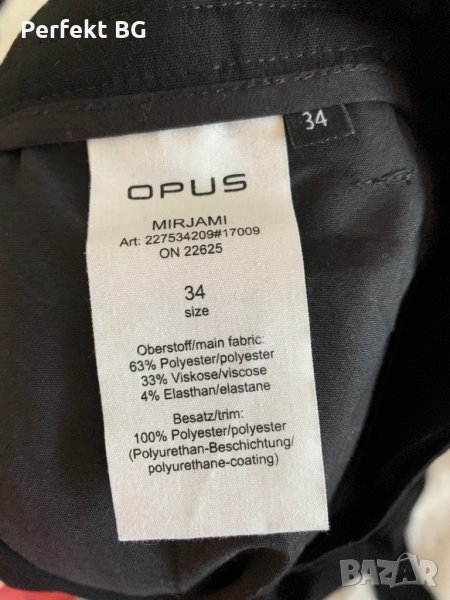 Perfekt BG
34
OPUS
MIRJAMI
Art: 227534209#17009
ON 22625
34
size
Oberstoff/main fabric:
63% Polyester/polyester
33% Viskose/viscose
4% Elasthan/elastane
Besatz/trim:
100% Polyester/polyester
(Polyurethan-Beschichtung/
polyurethane-coating)
BAZAR